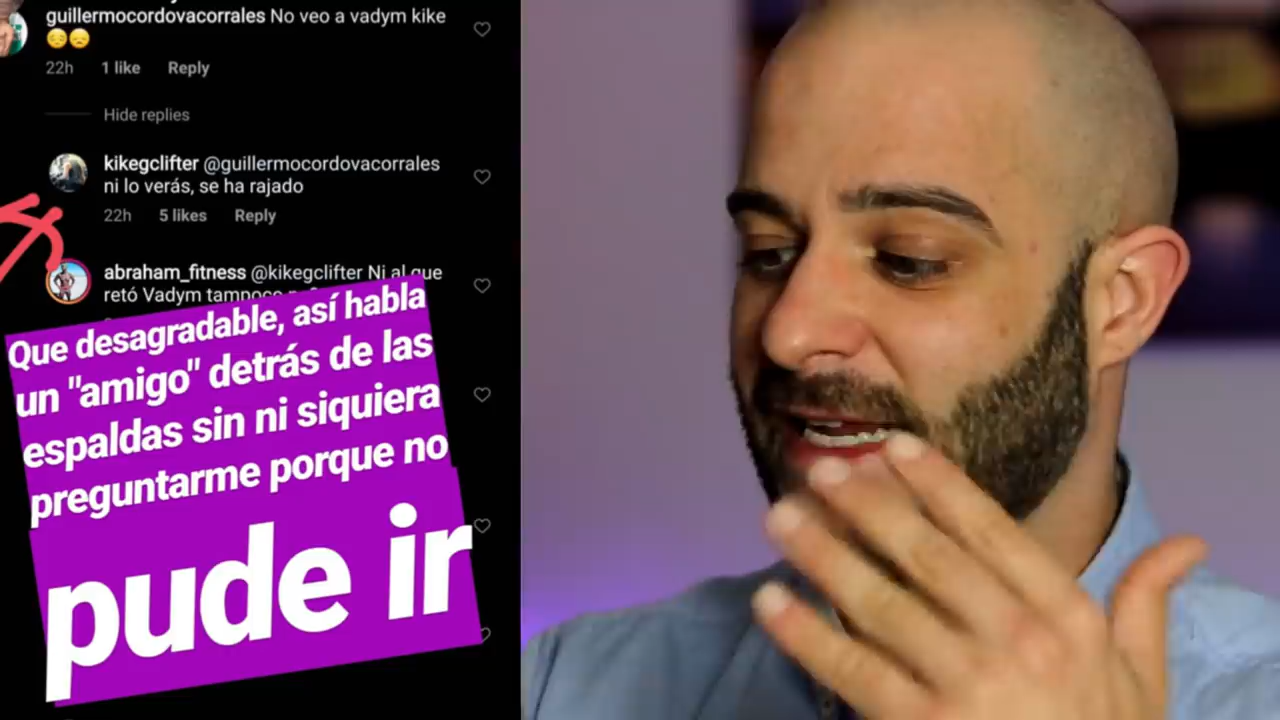 guillermocordovacorrales No veo a vadym kike
😔😞
22h 1 like Reply
Hide replies
kikegclifter @guillermocordovacorrales
ni lo verás, se ha rajado
22h 5 likes Reply
abraham_fitness @kikegclifter Ni al que
retó Vadym tampoco
Que desagradable, así habla
un "amigo" detrás de las
espaldas sin ni siquiera
preguntarme porque no
pude ir